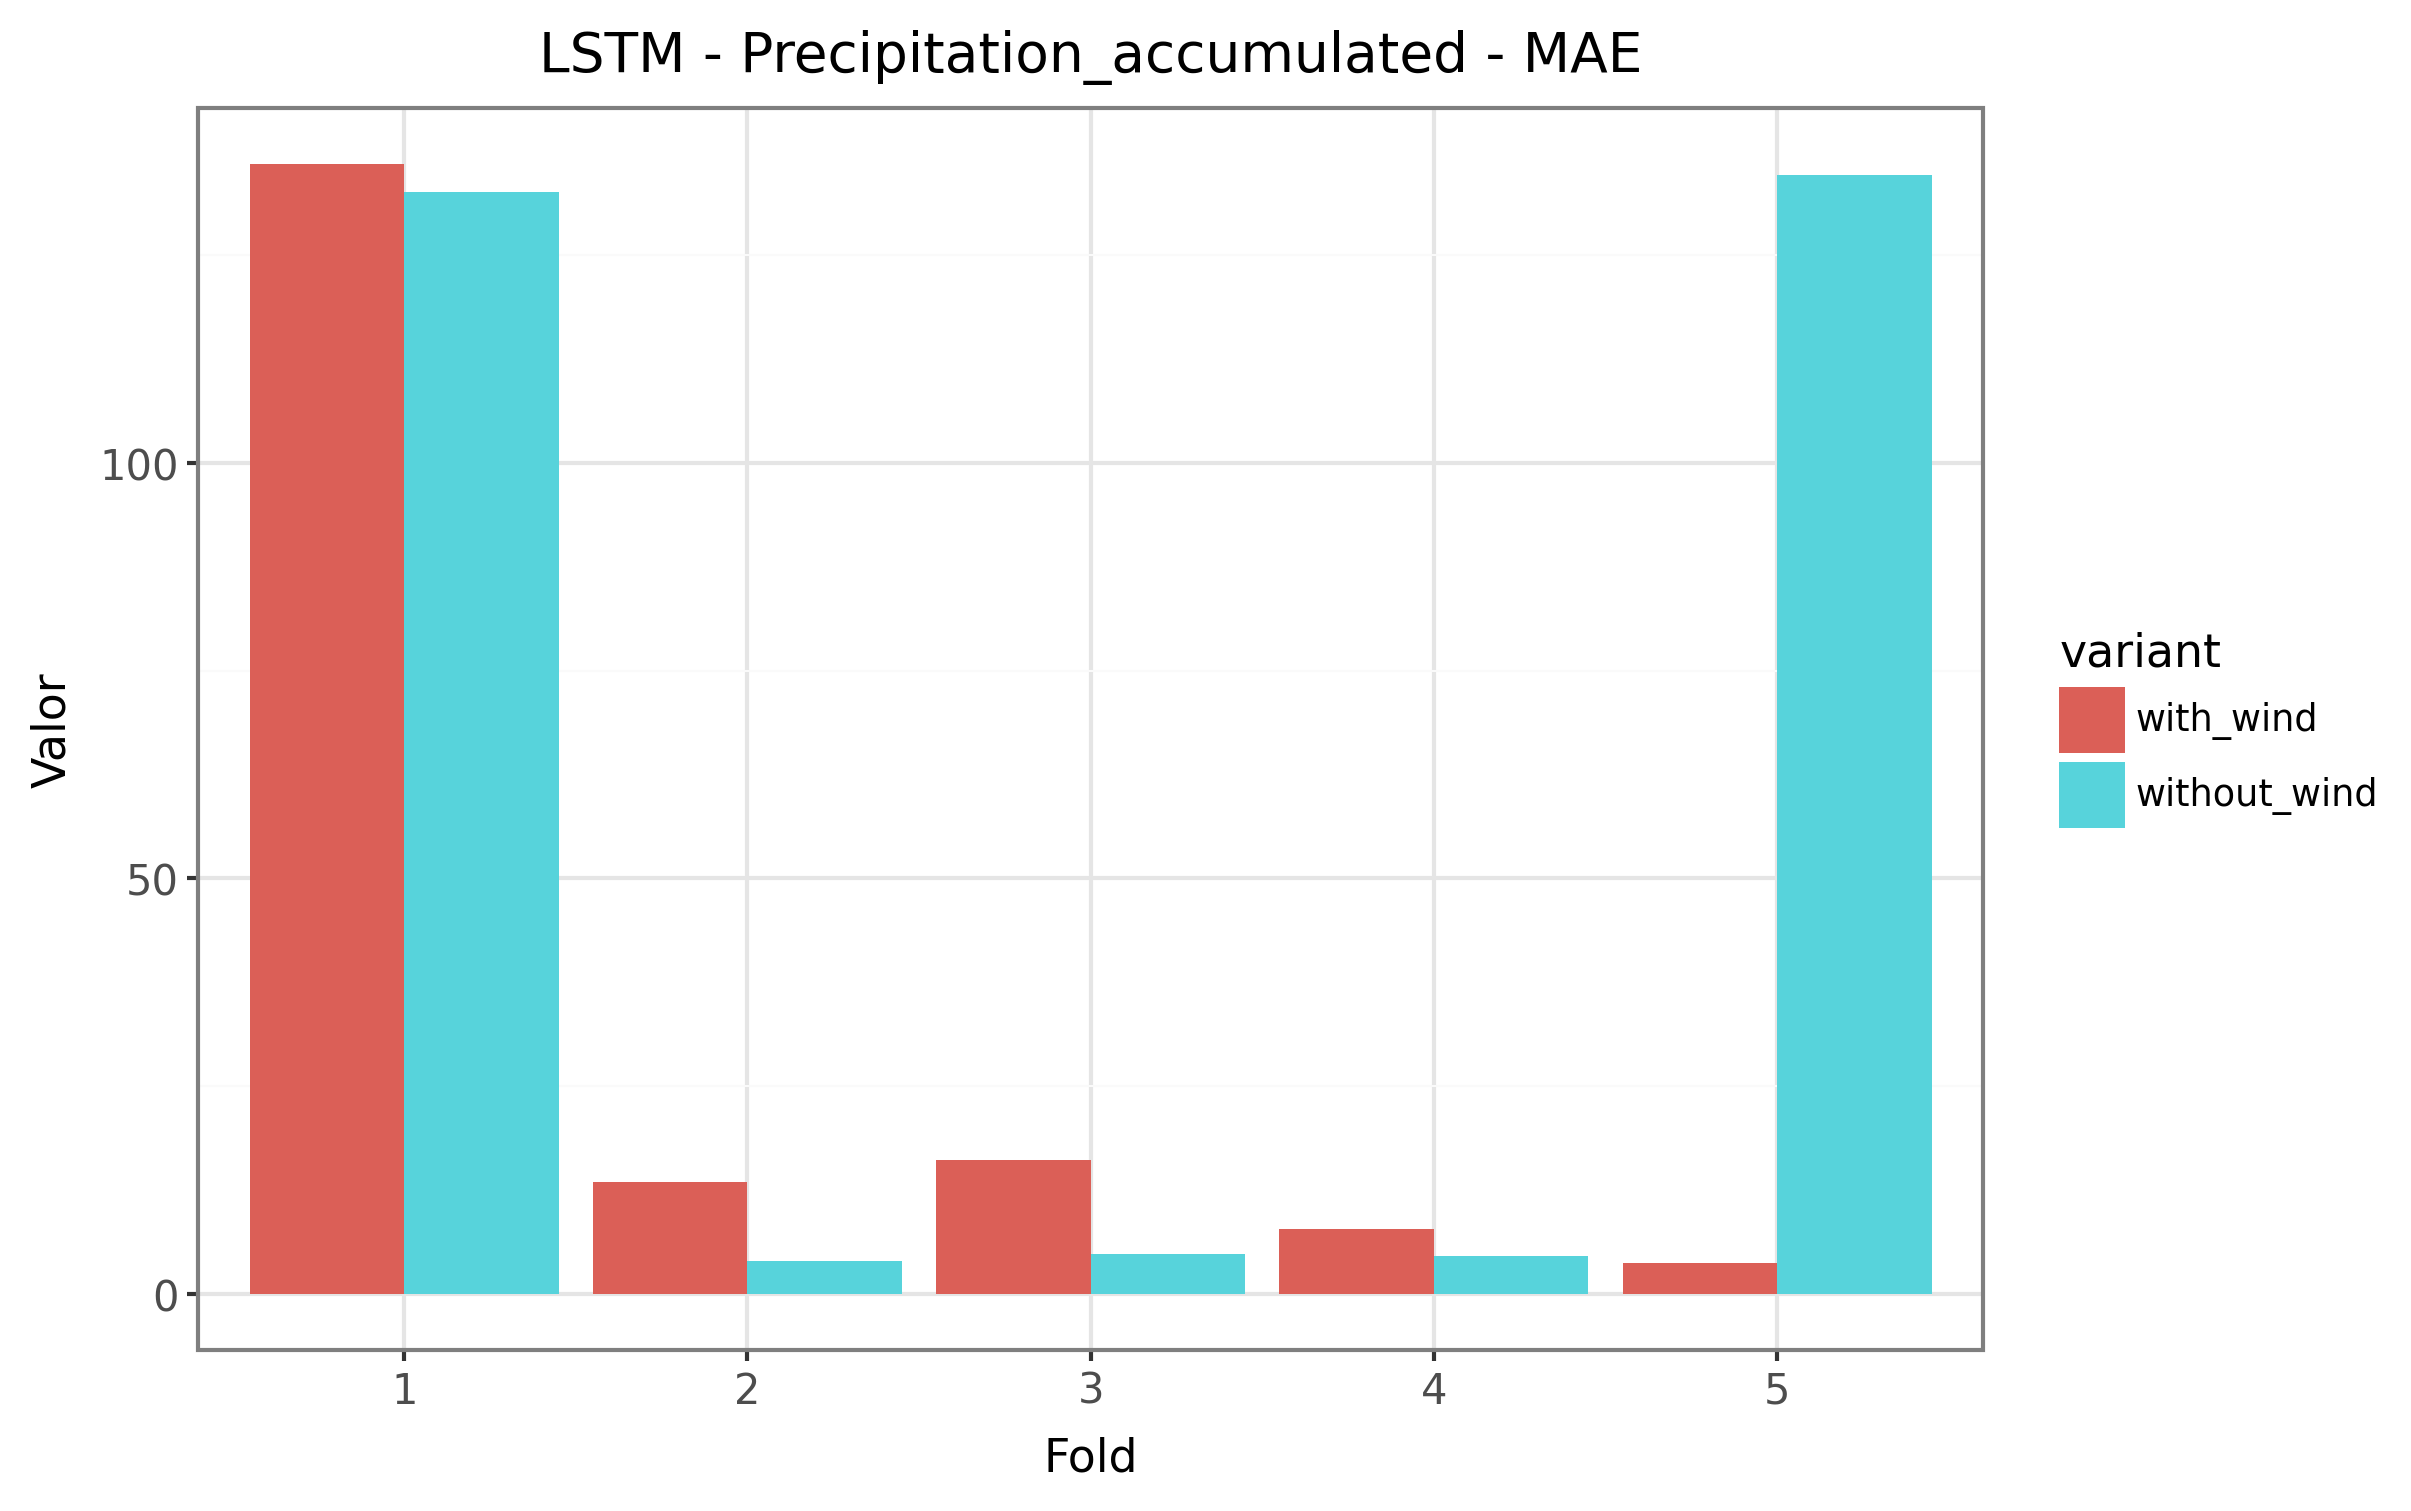 LSTM - Precipitation_accumulated - MAE
Valor
100
50
0
1 2 3 4 5
Fold
variant
with_wind
without_wind